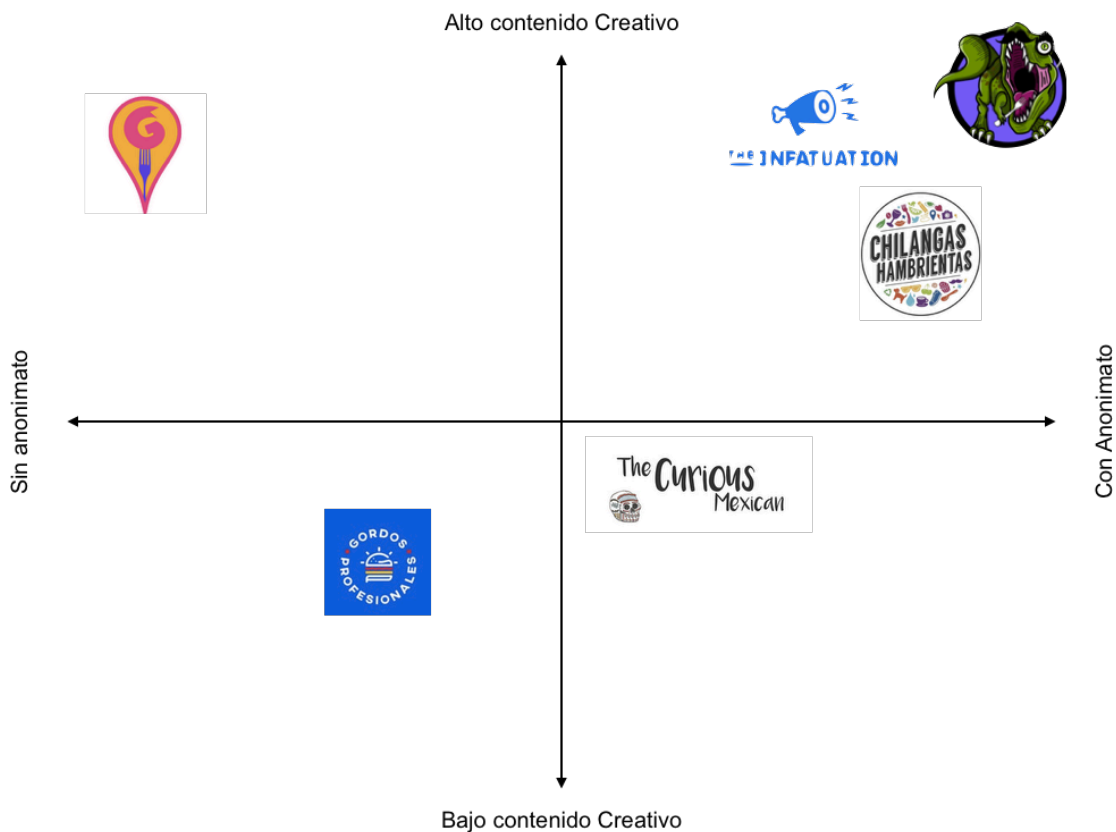 Alto contenido Creativo
G
THE INFATUATION
CHILANGAS
HAMBRIENTAS
Sin anonimato
Con Anonimato
The Curious
Mexican
GORDOS
PROFESIONALES
Bajo contenido Creativo